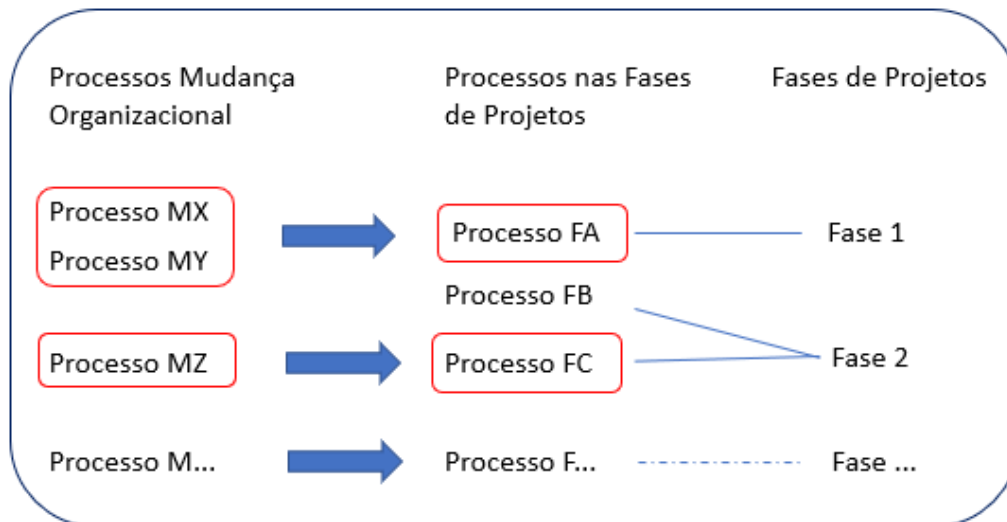 Processos Mudança
Organizacional
Processos nas Fases
de Projetos
Fases de Projetos
Processo MX
Processo MY
Processo FA
Fase 1
Processo FB
Processo MZ
Processo FC
Fase 2
Processo M...
Processo F...
Fase ...